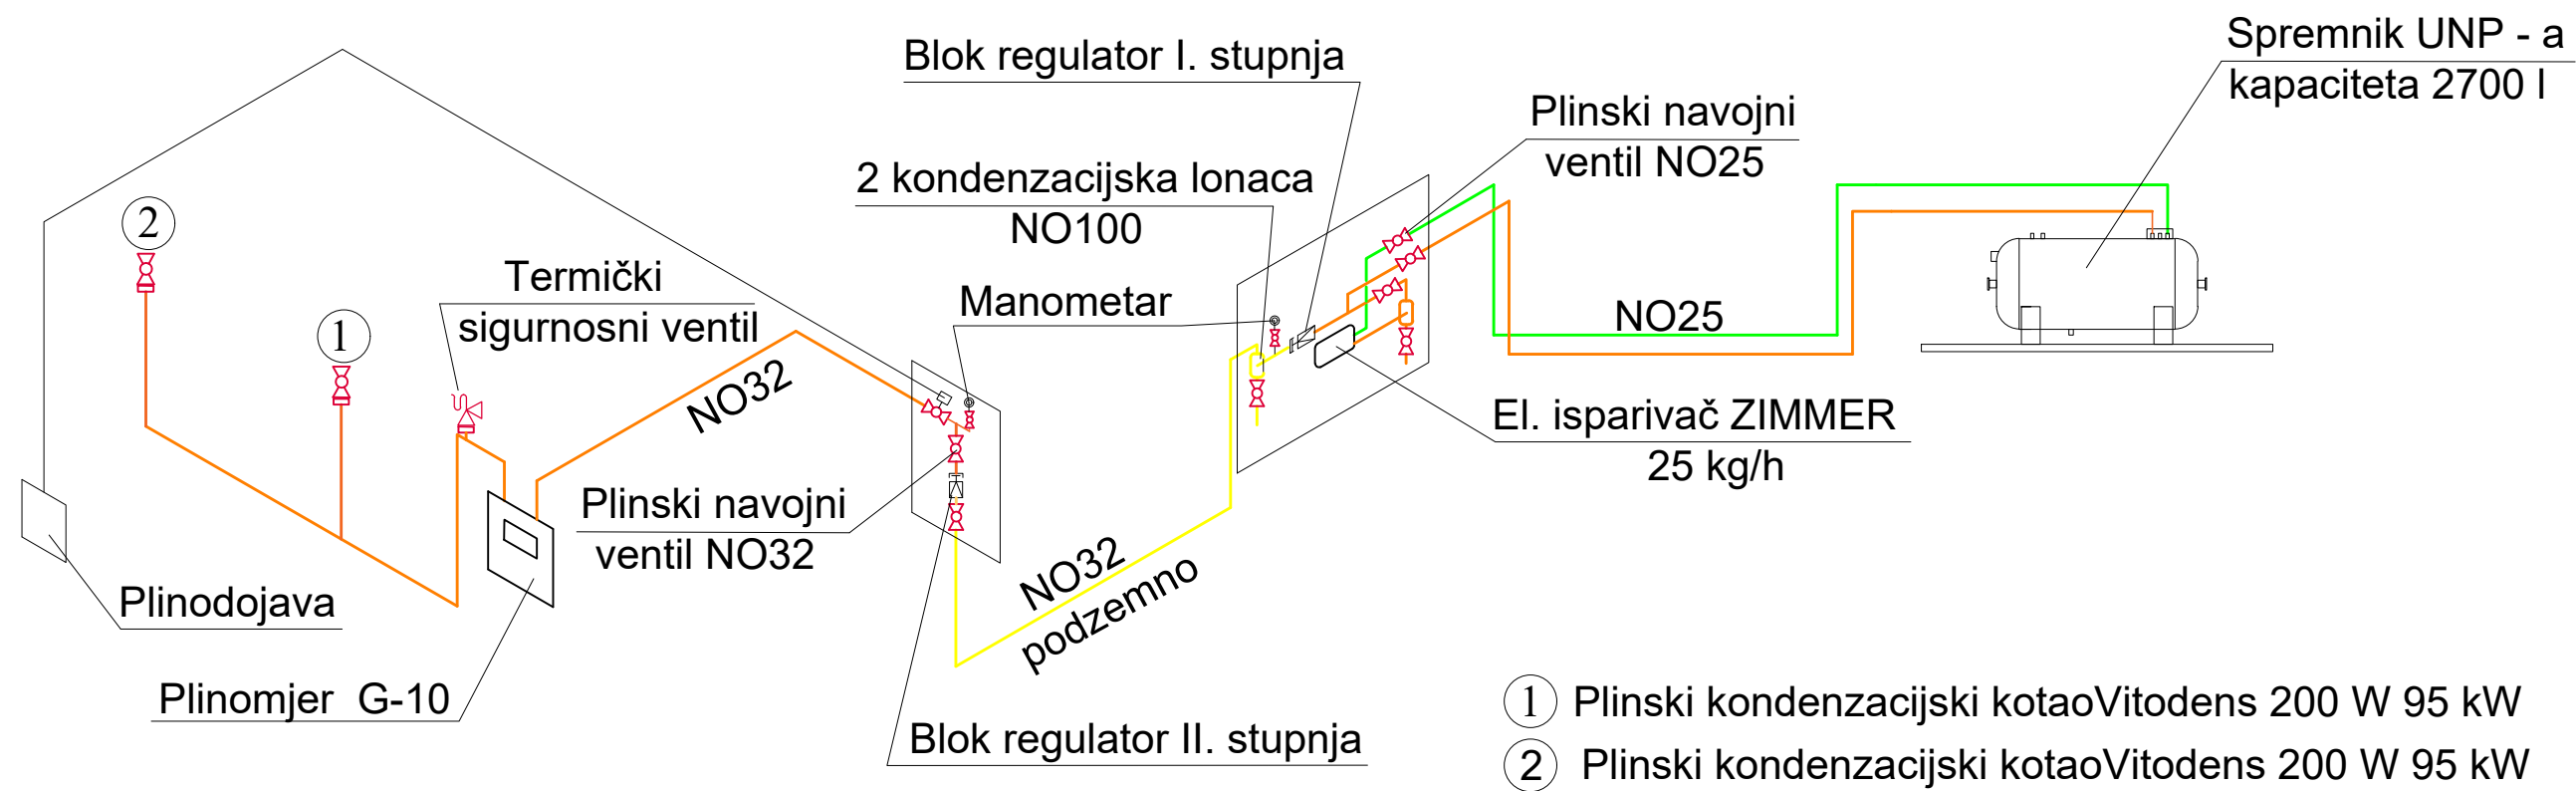 Spremnik UNP - a
kapaciteta 2700 l
Blok regulator I. stupnja
Plinski navojni
ventil NO25
2 kondenzacijska lonaca
NO100
2
Termički
sigurnosni ventil
Manometar
NO25
1
NO32
El. isparivač ZIMMER
25 kg/h
Plinski navojni
ventil NO32
NO32
podzemno
Plinodojava
Plinomjer G-10
Blok regulator II. stupnja
1 Plinski kondenzacijski kotaoVitodens 200 W 95 kW
2 Plinski kondenzacijski kotaoVitodens 200 W 95 kW